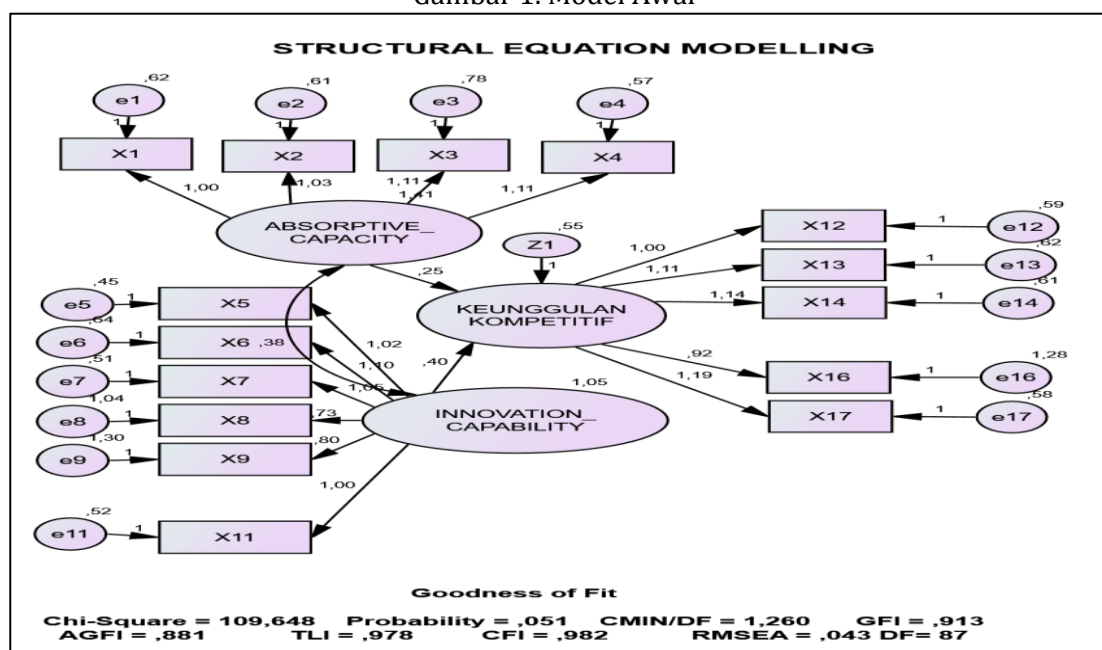 Gambar 1. Model Awal
STRUCTURAL EQUATION MODELLING
,62
,61
,78
,57
e1
e2
e3
e4
1
1
1
1
X1
X2
X3
X4
1,00
1,03
1,11
1,41
1,11
ABSORPTIVE_
CAPACITY
,55
Z1
1
,25
,59
X12
1
e12
1,00
,62
X13
1
e13
1,11
,61
X14
1
e14
1,14
KEUNGGULAN
KOMPETITIF
,45
e5
1
X5
,64
e6
1
X6
,38
1,02
,40
,51
e7
1
X7
1,10
1,05
1,04
e8
1
X8
,73
1,30
e9
1
X9
,80
1,05
INNOVATION_
CAPABILITY
,92
1,28
X16
1
e16
1,19
,58
X17
1
e17
1,00
,52
e11
1
X11
Goodness of Fit
Chi-Square = 109,648 Probability = ,051 CMIN/DF = 1,260 GFI = ,913
AGFI = ,881 TLI = ,978 CFI = ,982 RMSEA = ,043 DF= 87